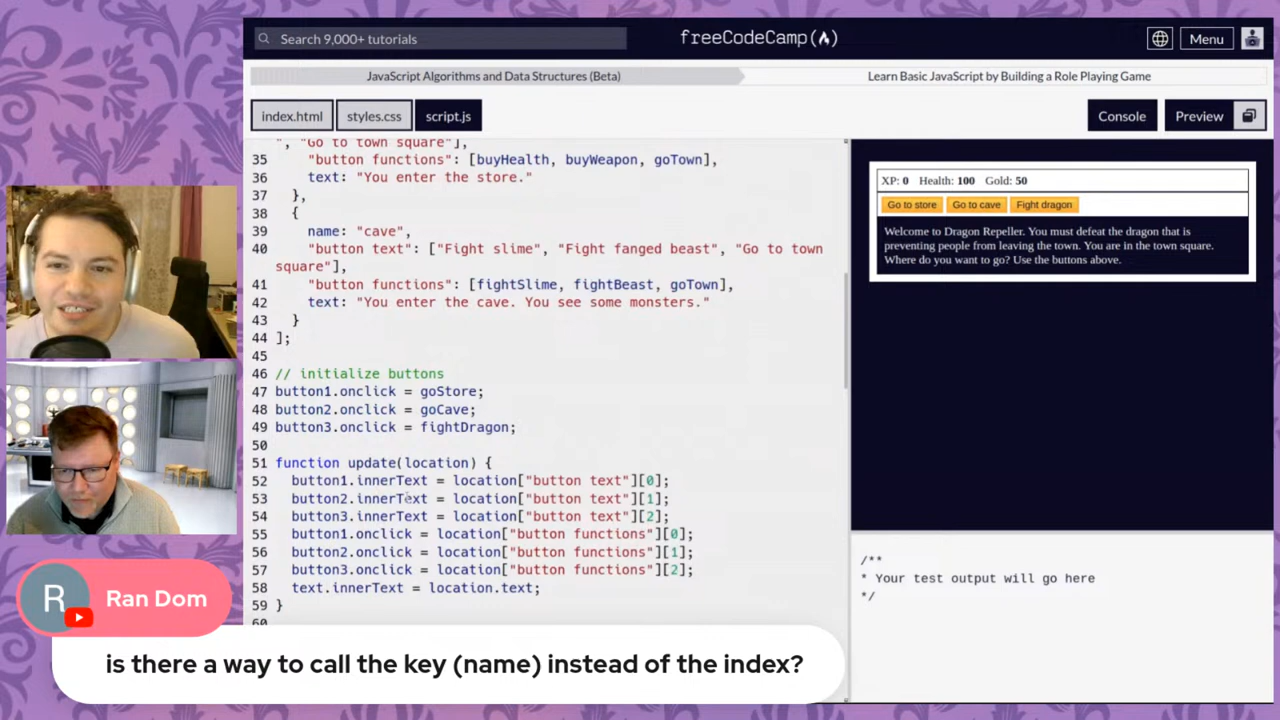 Search 9,000+ tutorials
freeCodeCamp
Menu
JavaScript Algorithms and Data Structures (Beta)
Learn Basic JavaScript by Building a Role Playing Game
index.html
styles.css
script.js
Console
Preview
", "Go to town square"],
35 "button functions": [buyHealth, buyWeapon, goTown],
36 text: "You enter the store."
37 },
38 {
39 name: "cave",
40 "button text": ["Fight slime", "Fight fanged beast", "Go to town
square"],
41 "button functions": [fightSlime, fightBeast, goTown],
42 text: "You enter the cave. You see some monsters."
43 }
44 ];
45
46 // initialize buttons
47 button1.onclick = goStore;
48 button2.onclick = goCave;
49 button3.onclick = fightDragon;
50
51 function update(location) {
52 button1.innerText = location["button text"][0];
53 button2.innerText = location["button text"][1];
54 button3.innerText = location["button text"][2];
55 button1.onclick = location["button functions"][0];
56 button2.onclick = location["button functions"][1];
57 button3.onclick = location["button functions"][2];
58 text.innerText = location.text;
59 }
60
XP: 0 Health: 100 Gold: 50
Go to store Go to cave Fight dragon
Welcome to Dragon Repeller. You must defeat the dragon that is
preventing people from leaving the town. You are in the town square.
Where do you want to go? Use the buttons above.
/**
* Your test output will go here
*/
R
Ran Dom
is there a way to call the key (name) instead of the index?